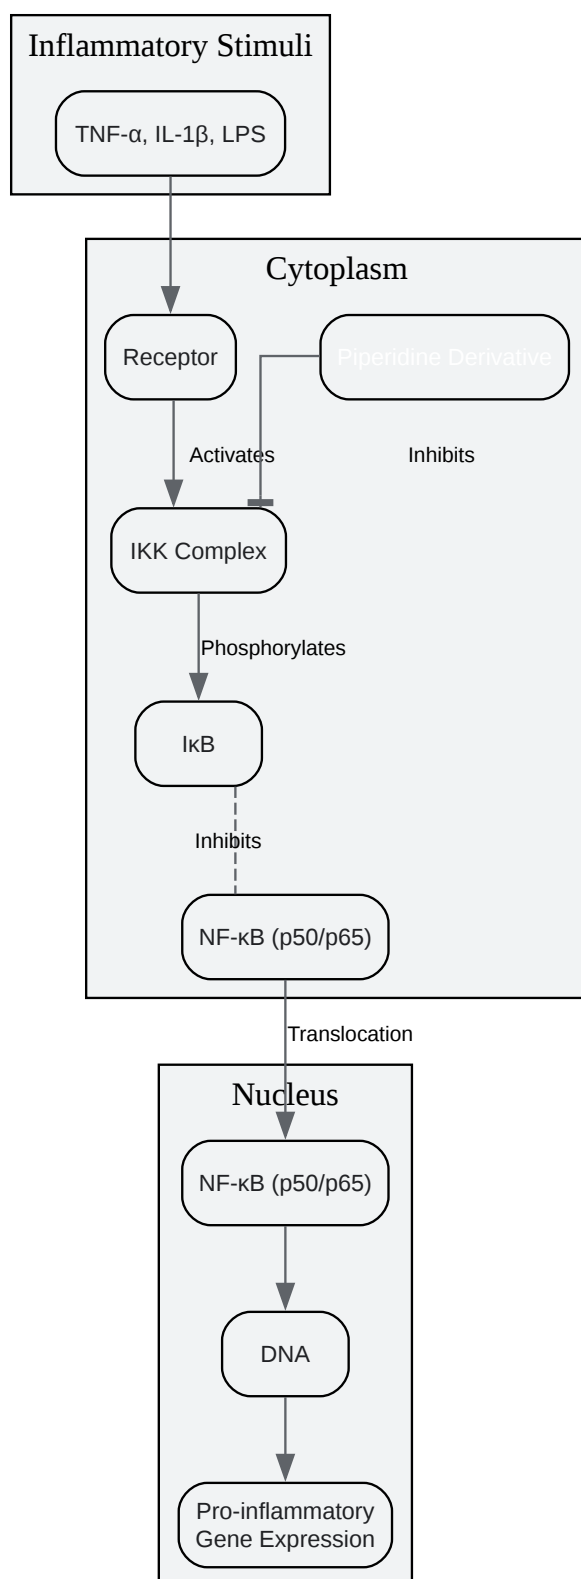 Inflammatory Stimuli
TNF-α, IL-1β, LPS
Cytoplasm
Receptor
Piperidine Derivative
Activates
Inhibits
IKK Complex
Phosphorylates
IκB
Inhibits
NF-κB (p50/p65)
Translocation
Nucleus
NF-κB (p50/p65)
DNA
Pro-inflammatory
Gene Expression